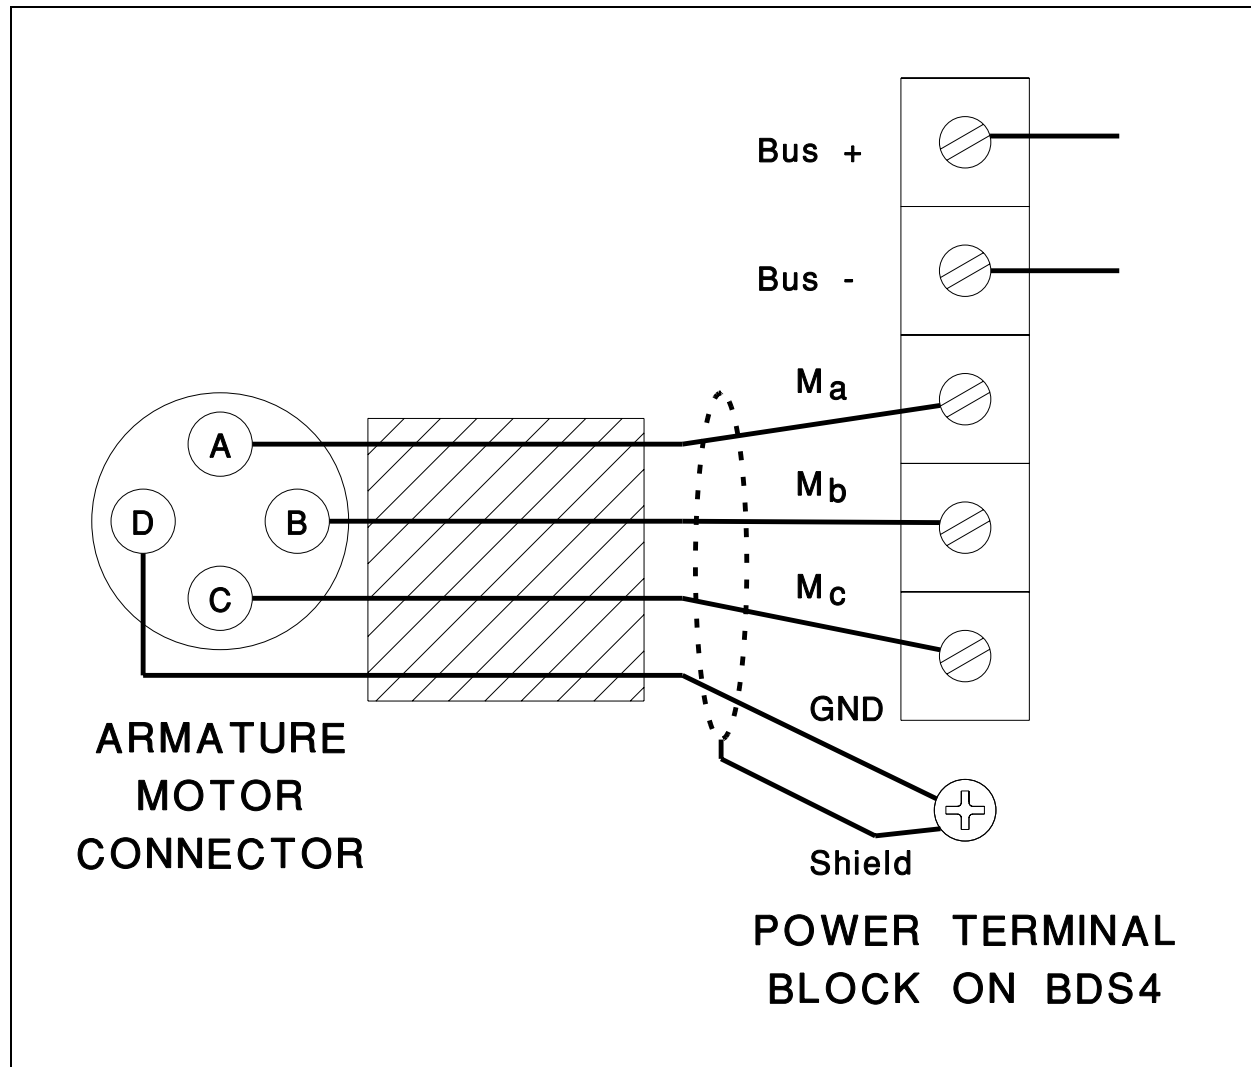 Bus +
Bus -
Ma
A
Mb
D
B
Mc
C
GND
ARMATURE
MOTOR
CONNECTOR
Shield
POWER TERMINAL
BLOCK ON BDS4